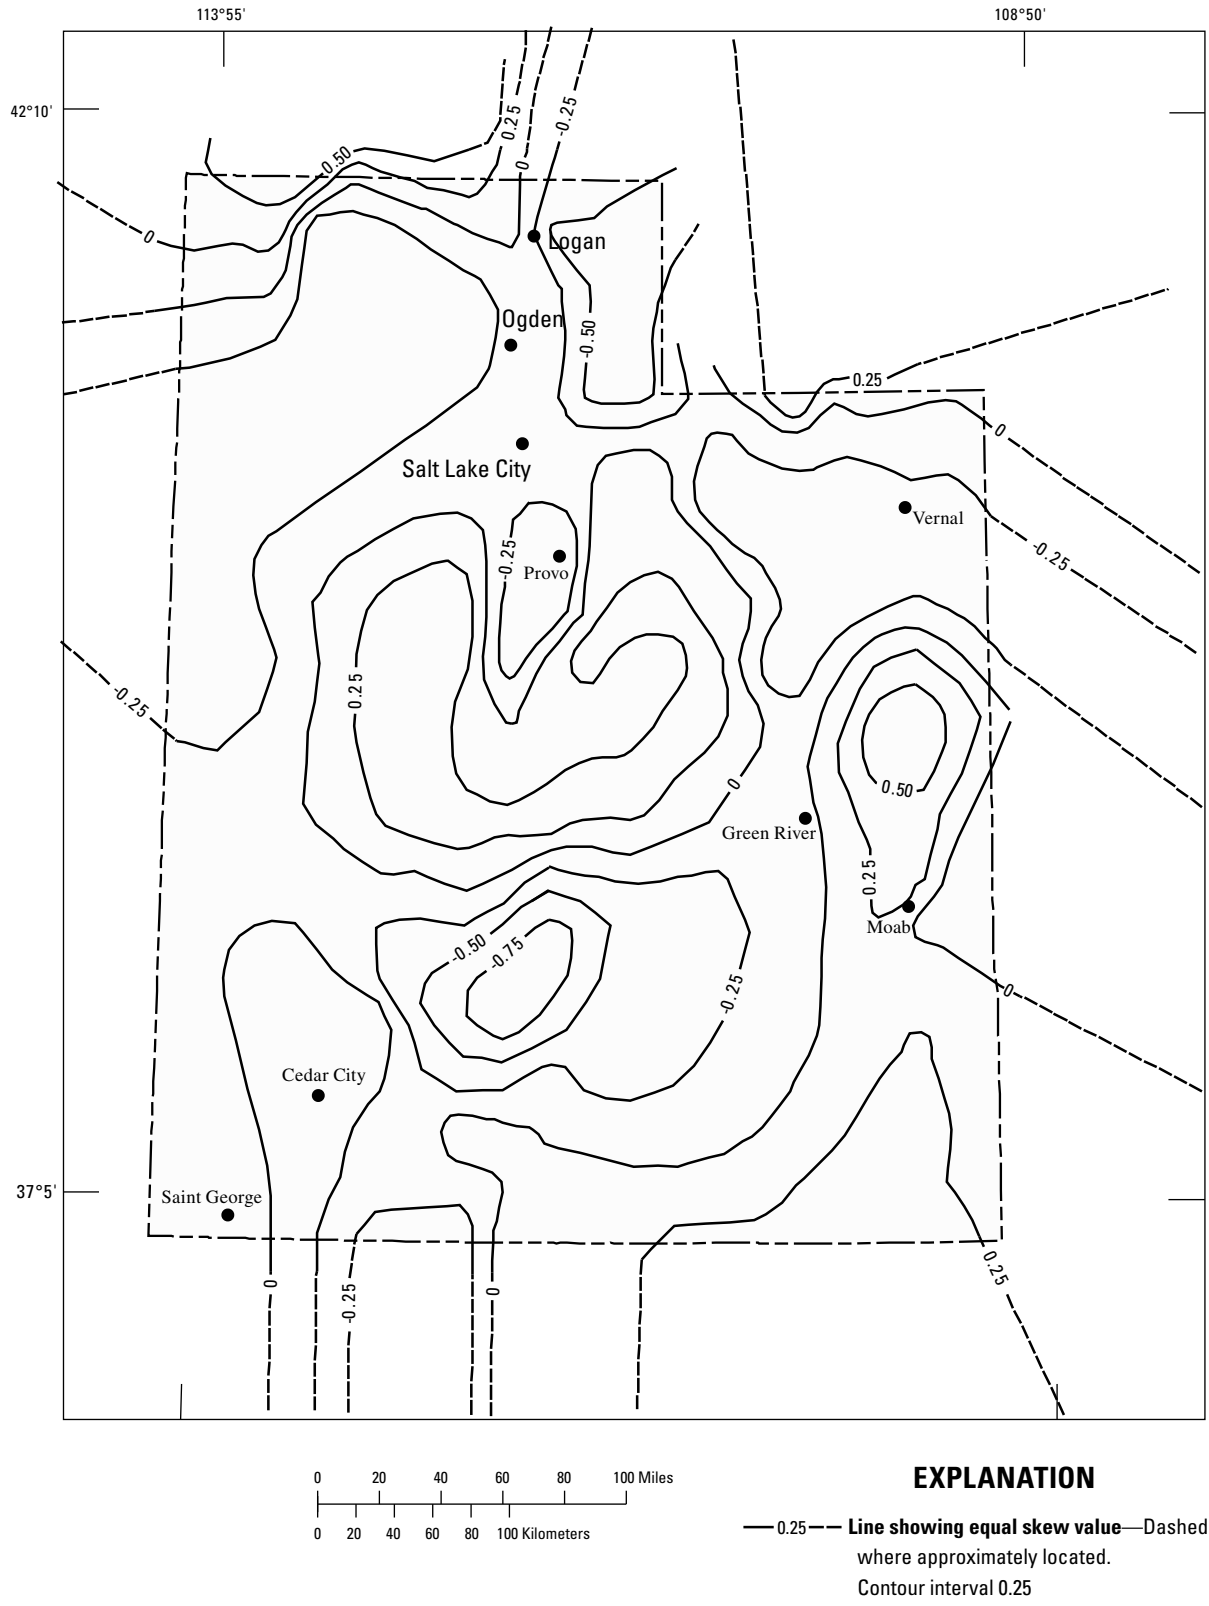 113°55'
108°50'
42°10'
0.25
-0.25
-0.50
0
0
Logan
Ogden
-0.50
0.25
0
Salt Lake City
Vernal
-0.25
-0.25
Provo
0.25
-0.25
0
0.50
Green River
0.25
Moab
-0.50
-0.75
-0.25
0
Cedar City
37°5'
Saint George
0
-0.25
0
0.25
0 20 40 60 80 100 Miles
0 20 40 60 80 100 Kilometers
EXPLANATION
0.25 Line showing equal skew value—Dashed
where approximately located.
Contour interval 0.25